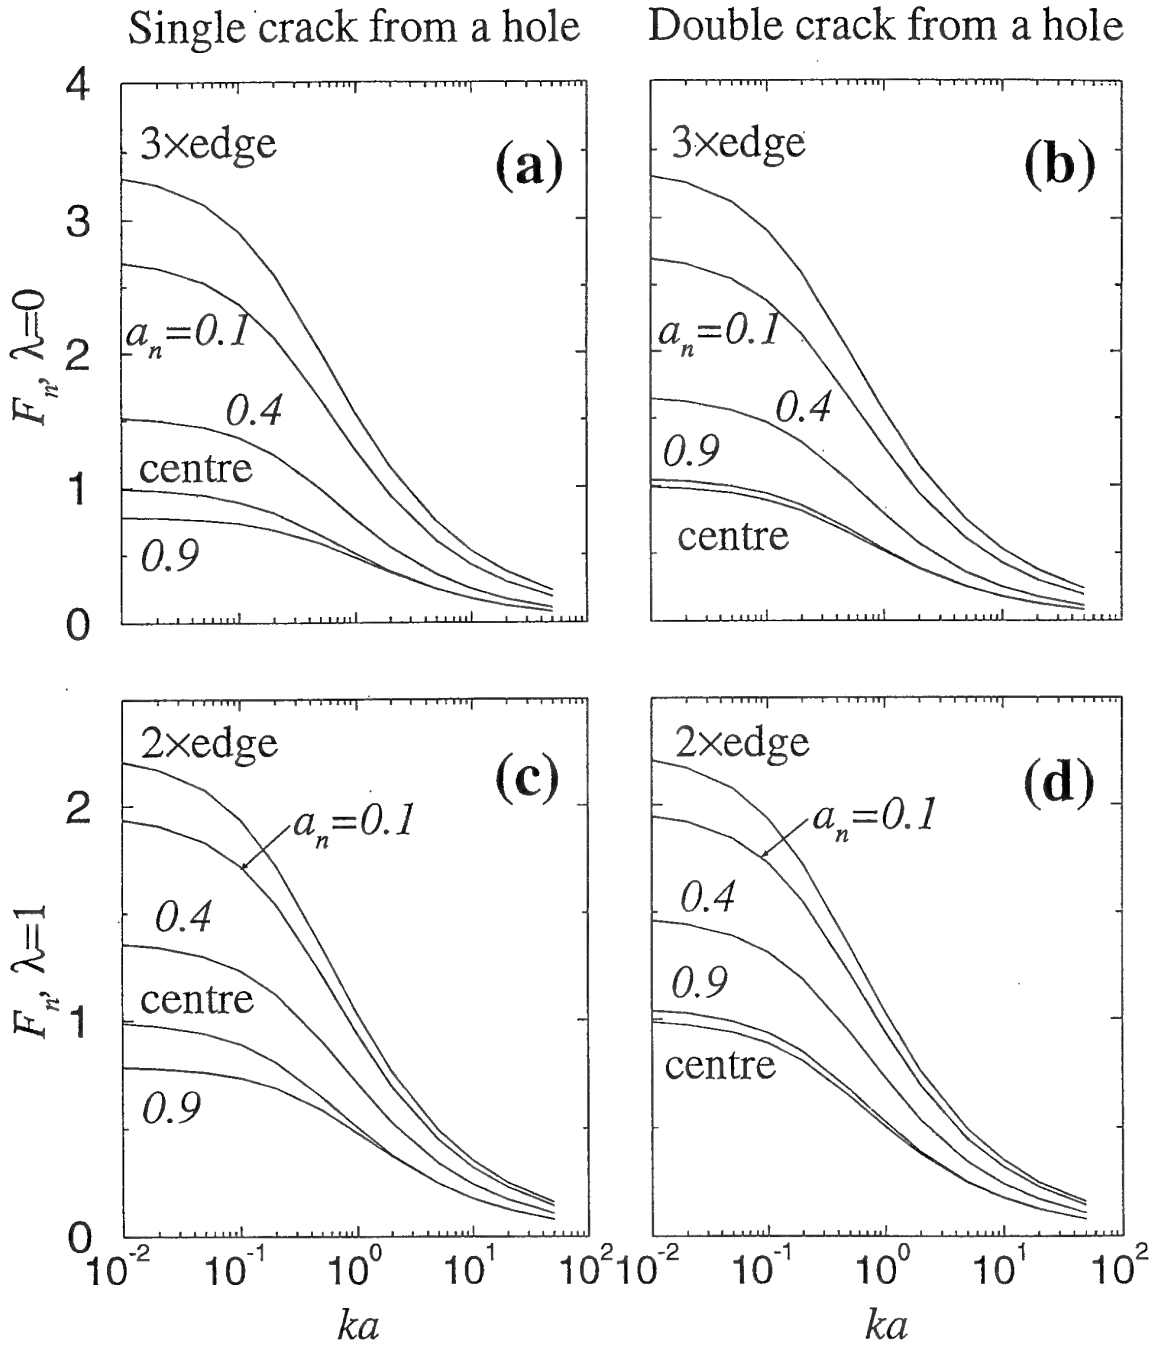 Single crack from a hole
Double crack from a hole
4
3
2
1
0
F_n, λ=0
3×edge
(a)
a_n=0.1
0.4
centre
0.9
3×edge
(b)
a_n=0.1
0.4
0.9
centre
2
1
0
F_n, λ=1
2×edge
(c)
a_n=0.1
0.4
centre
0.9
2×edge
(d)
a_n=0.1
0.4
0.9
centre
10^-2 10^-1 10^0 10^1 10^2
10^-2 10^-1 10^0 10^1 10^2
ka
ka